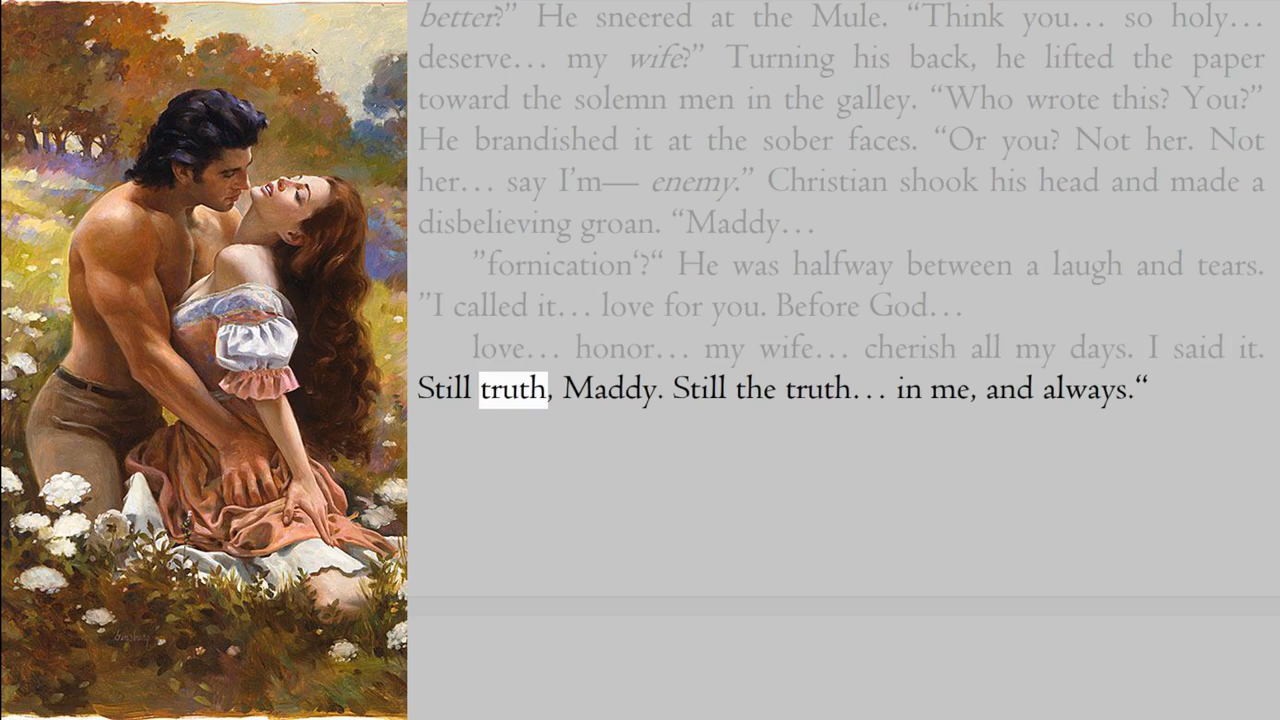 better?” He sneered at the Mule. “Think you… so holy…
deserve… my wife?” Turning his back, he lifted the paper
toward the solemn men in the galley. “Who wrote this? You?”
He brandished it at the sober faces. “Or you? Not her. Not
her… say I’m— enemy.” Christian shook his head and made a
disbelieving groan. “Maddy…
”fornication‘?“ He was halfway between a laugh and tears.
”I called it… love for you. Before God…
love… honor… my wife… cherish all my days. I said it.
Still truth, Maddy. Still the truth… in me, and always.“